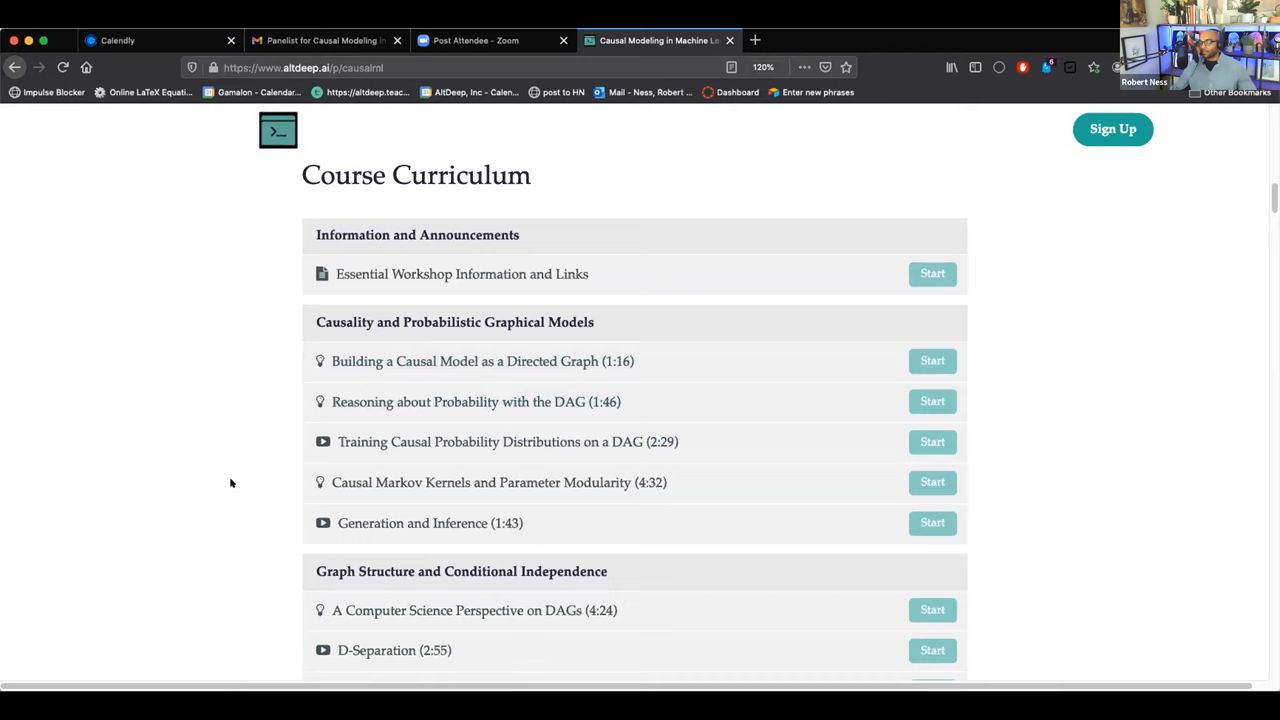 Calendly
Panelist for Causal Modeling in
Post Attendee - Zoom
Causal Modeling in Machine Le
https://www.altdeep.ai/p/causalml
120%
6
Robert Ness
Impulse Blocker
Online LaTeX Equati…
Gamalon - Calendar…
https://altdeep.teac…
AltDeep, Inc - Calen…
post to HN
Mail - Ness, Robert …
Dashboard
Enter new phrases
Other Bookmarks
>_
Sign Up
Course Curriculum
Information and Announcements
Essential Workshop Information and Links
Start
Causality and Probabilistic Graphical Models
Building a Causal Model as a Directed Graph (1:16)
Start
Reasoning about Probability with the DAG (1:46)
Start
Training Causal Probability Distributions on a DAG (2:29)
Start
Causal Markov Kernels and Parameter Modularity (4:32)
Start
Generation and Inference (1:43)
Start
Graph Structure and Conditional Independence
A Computer Science Perspective on DAGs (4:24)
Start
D-Separation (2:55)
Start